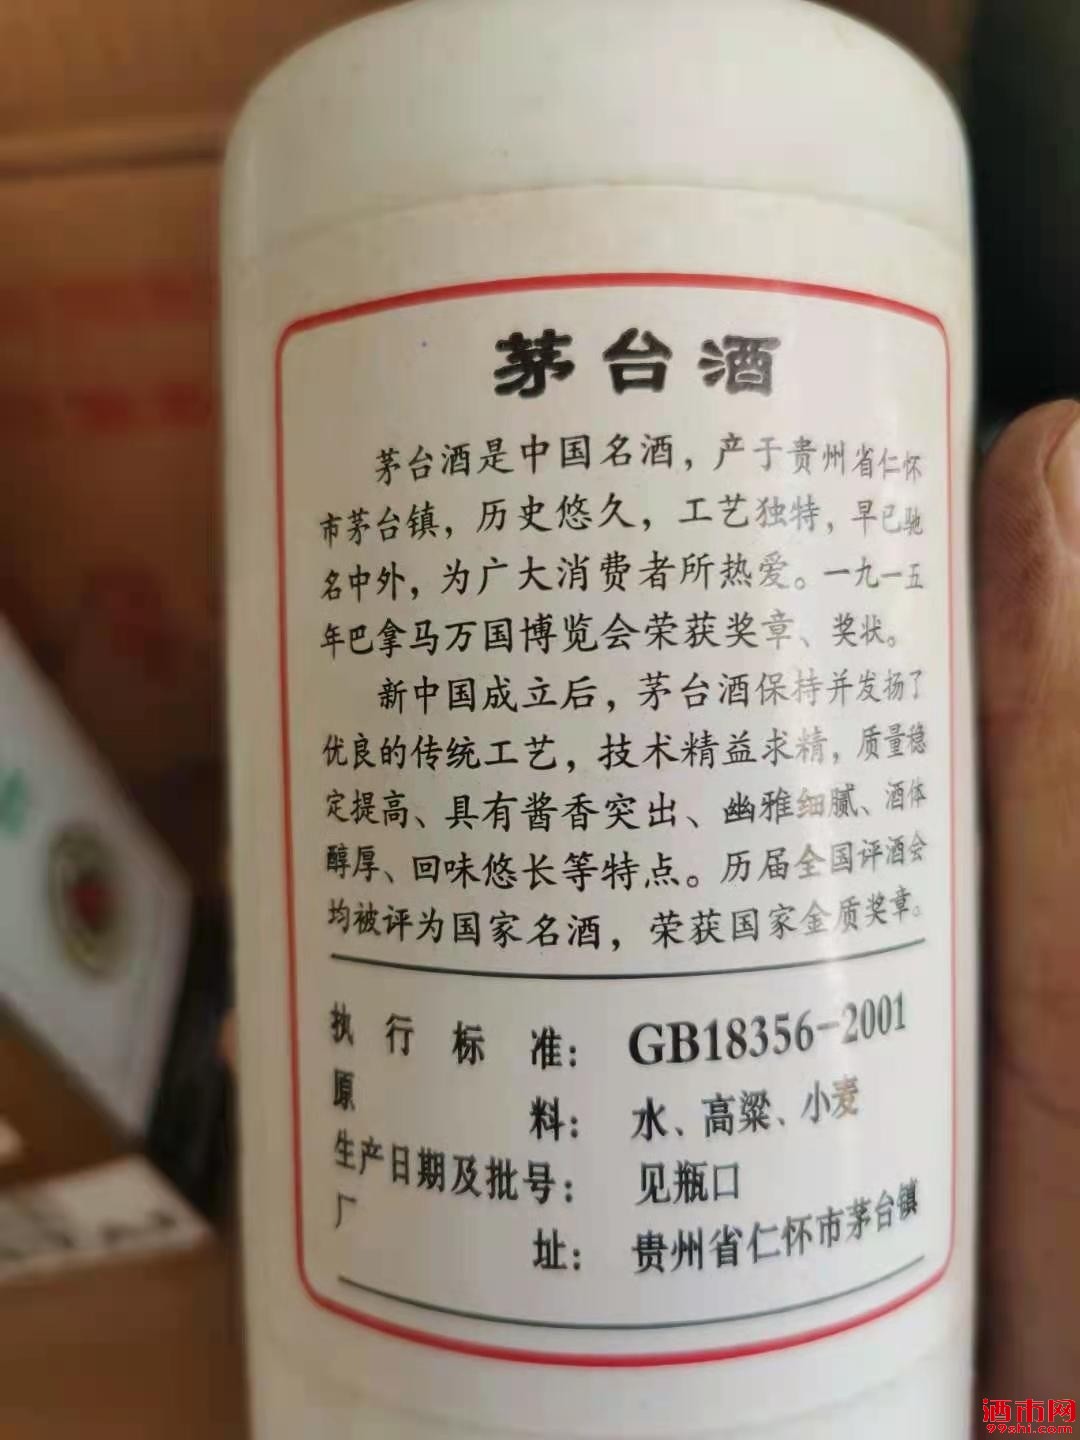 茅台酒
茅台酒是中国名酒，产于贵州省仁怀
市茅台镇，历史悠久，工艺独特，早已驰
名中外，为广大消费者所热爱。一九一五
年巴拿马万国博览会荣获奖章、奖状。
新中国成立后，茅台酒保持并发扬了
优良的传统工艺，技术精益求精，质量稳
定提高、具有酱香突出、幽雅细腻、酒体
醇厚、回味悠长等特点。历届全国评酒会
均被评为国家名酒，荣获国家金质奖章。
执行标准：GB18356-2001
原料：水、高粱、小麦
生产日期及批号：见瓶口
厂址：贵州省仁怀市茅台镇
酒市网
99shi.com